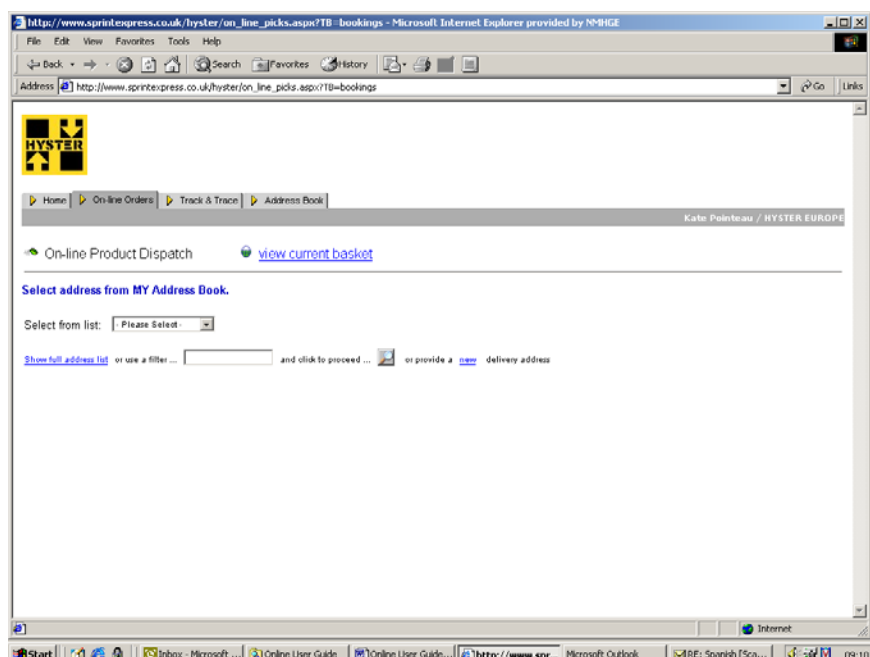 http://www.sprintexpress.co.uk/hyster/on_line_picks.aspx?TB=bookings - Microsoft Internet Explorer provided by NMHGE
File Edit View Favorites Tools Help
Back Search Favorites History
Address http://www.sprintexpress.co.uk/hyster/on_line_picks.aspx?TB=bookings Go Links
HYSTER
Home On-line Orders Track & Trace Address Book
Kate Pointeau / HYSTER EUROPE
On-line Product Dispatch view current basket
Select address from MY Address Book.
Select from list: - Please Select -
Show full address list or use a filter ... and click to proceed ... or provide a new delivery address
Internet
Start Inbox - Microsoft ... Online User Guide Online User Guide... http://www.spr... Microsoft Outlook RE: Spanish [Sca... 09:10